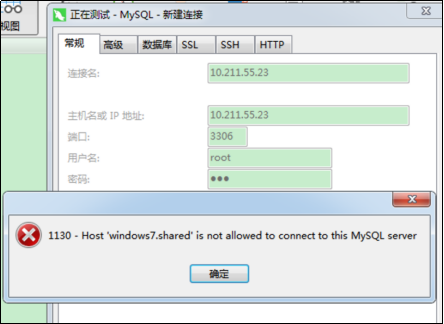 视图
正在测试 - MySQL - 新建连接
常规 高级 数据库 SSL SSH HTTP
连接名: 10.211.55.23
主机名或 IP 地址: 10.211.55.23
端口: 3306
用户名: root
密码: ●●●
1130 - Host 'windows7.shared' is not allowed to connect to this MySQL server
确定